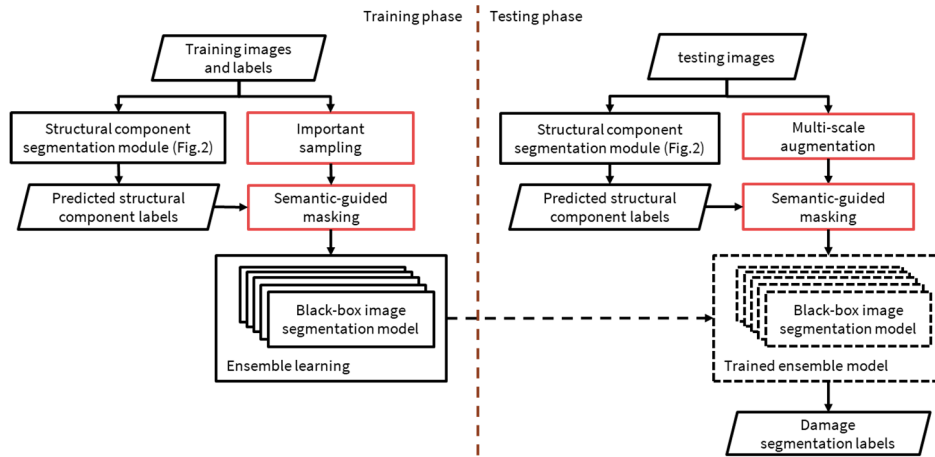 Training phase
Testing phase
Training images
and labels
Structural component
segmentation module (Fig.2)
Important
sampling
Predicted structural
component labels
Semantic-guided
masking
Black-box image
segmentation model
Ensemble learning
testing images
Structural component
segmentation module (Fig.2)
Multi-scale
augmentation
Predicted structural
component labels
Semantic-guided
masking
Black-box image
segmentation model
Trained ensemble model
Damage
segmentation labels